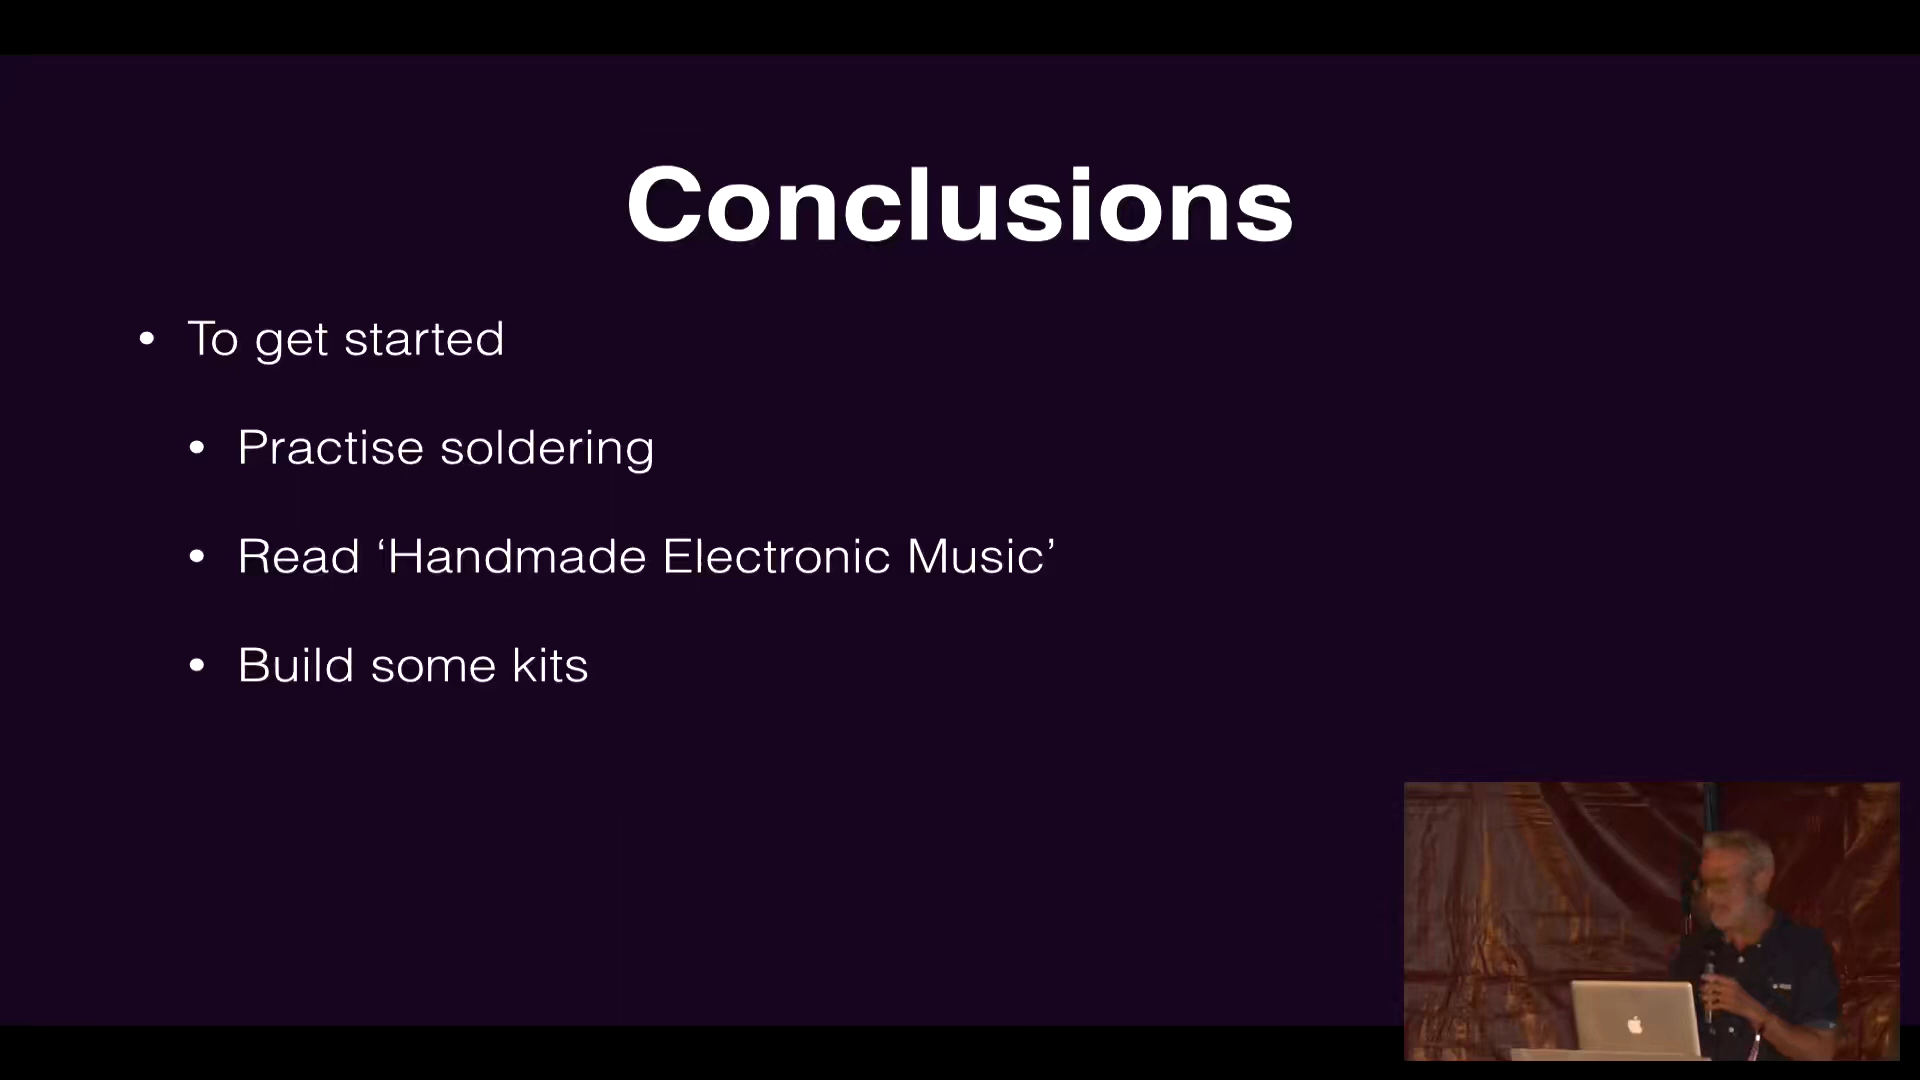 Conclusions
• To get started
• Practise soldering
• Read ‘Handmade Electronic Music’
• Build some kits